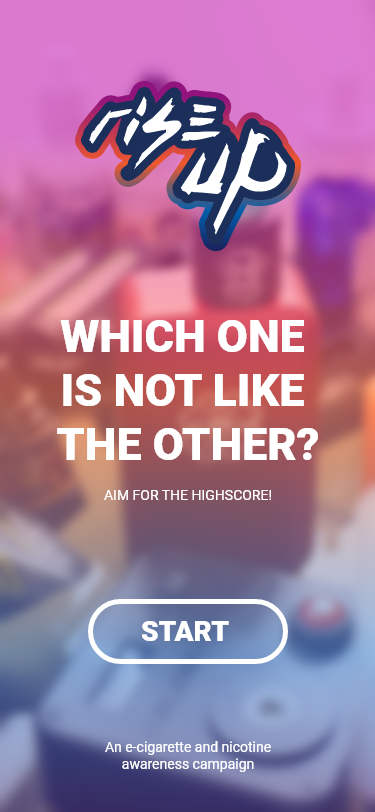 RISE
UP
WHICH ONE
IS NOT LIKE
THE OTHER?
AIM FOR THE HIGHSCORE!
START
An e-cigarette and nicotine
awareness campaign